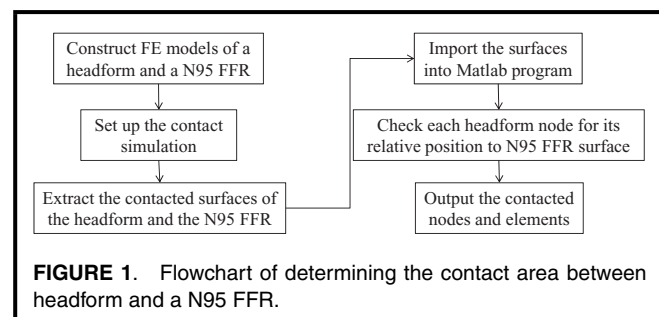 Construct FE models of a
headform and a N95 FFR
Set up the contact
simulation
Extract the contacted surfaces of
the headform and the N95 FFR
Import the surfaces
into Matlab program
Check each headform node for its
relative position to N95 FFR surface
Output the contacted
nodes and elements
FIGURE 1. Flowchart of determining the contact area between
headform and a N95 FFR.